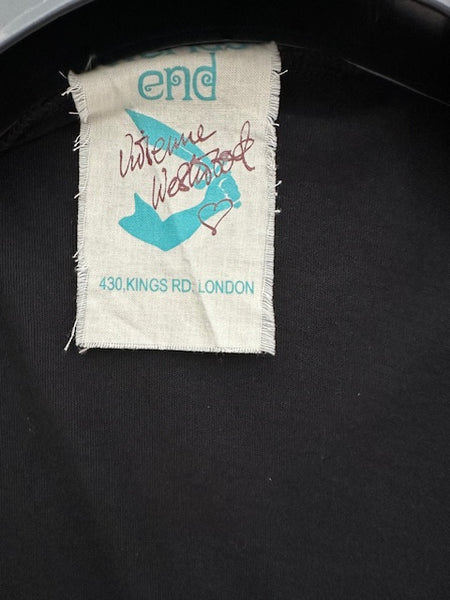 end
Vivienne
Westwood
430, KINGS RD, LONDON